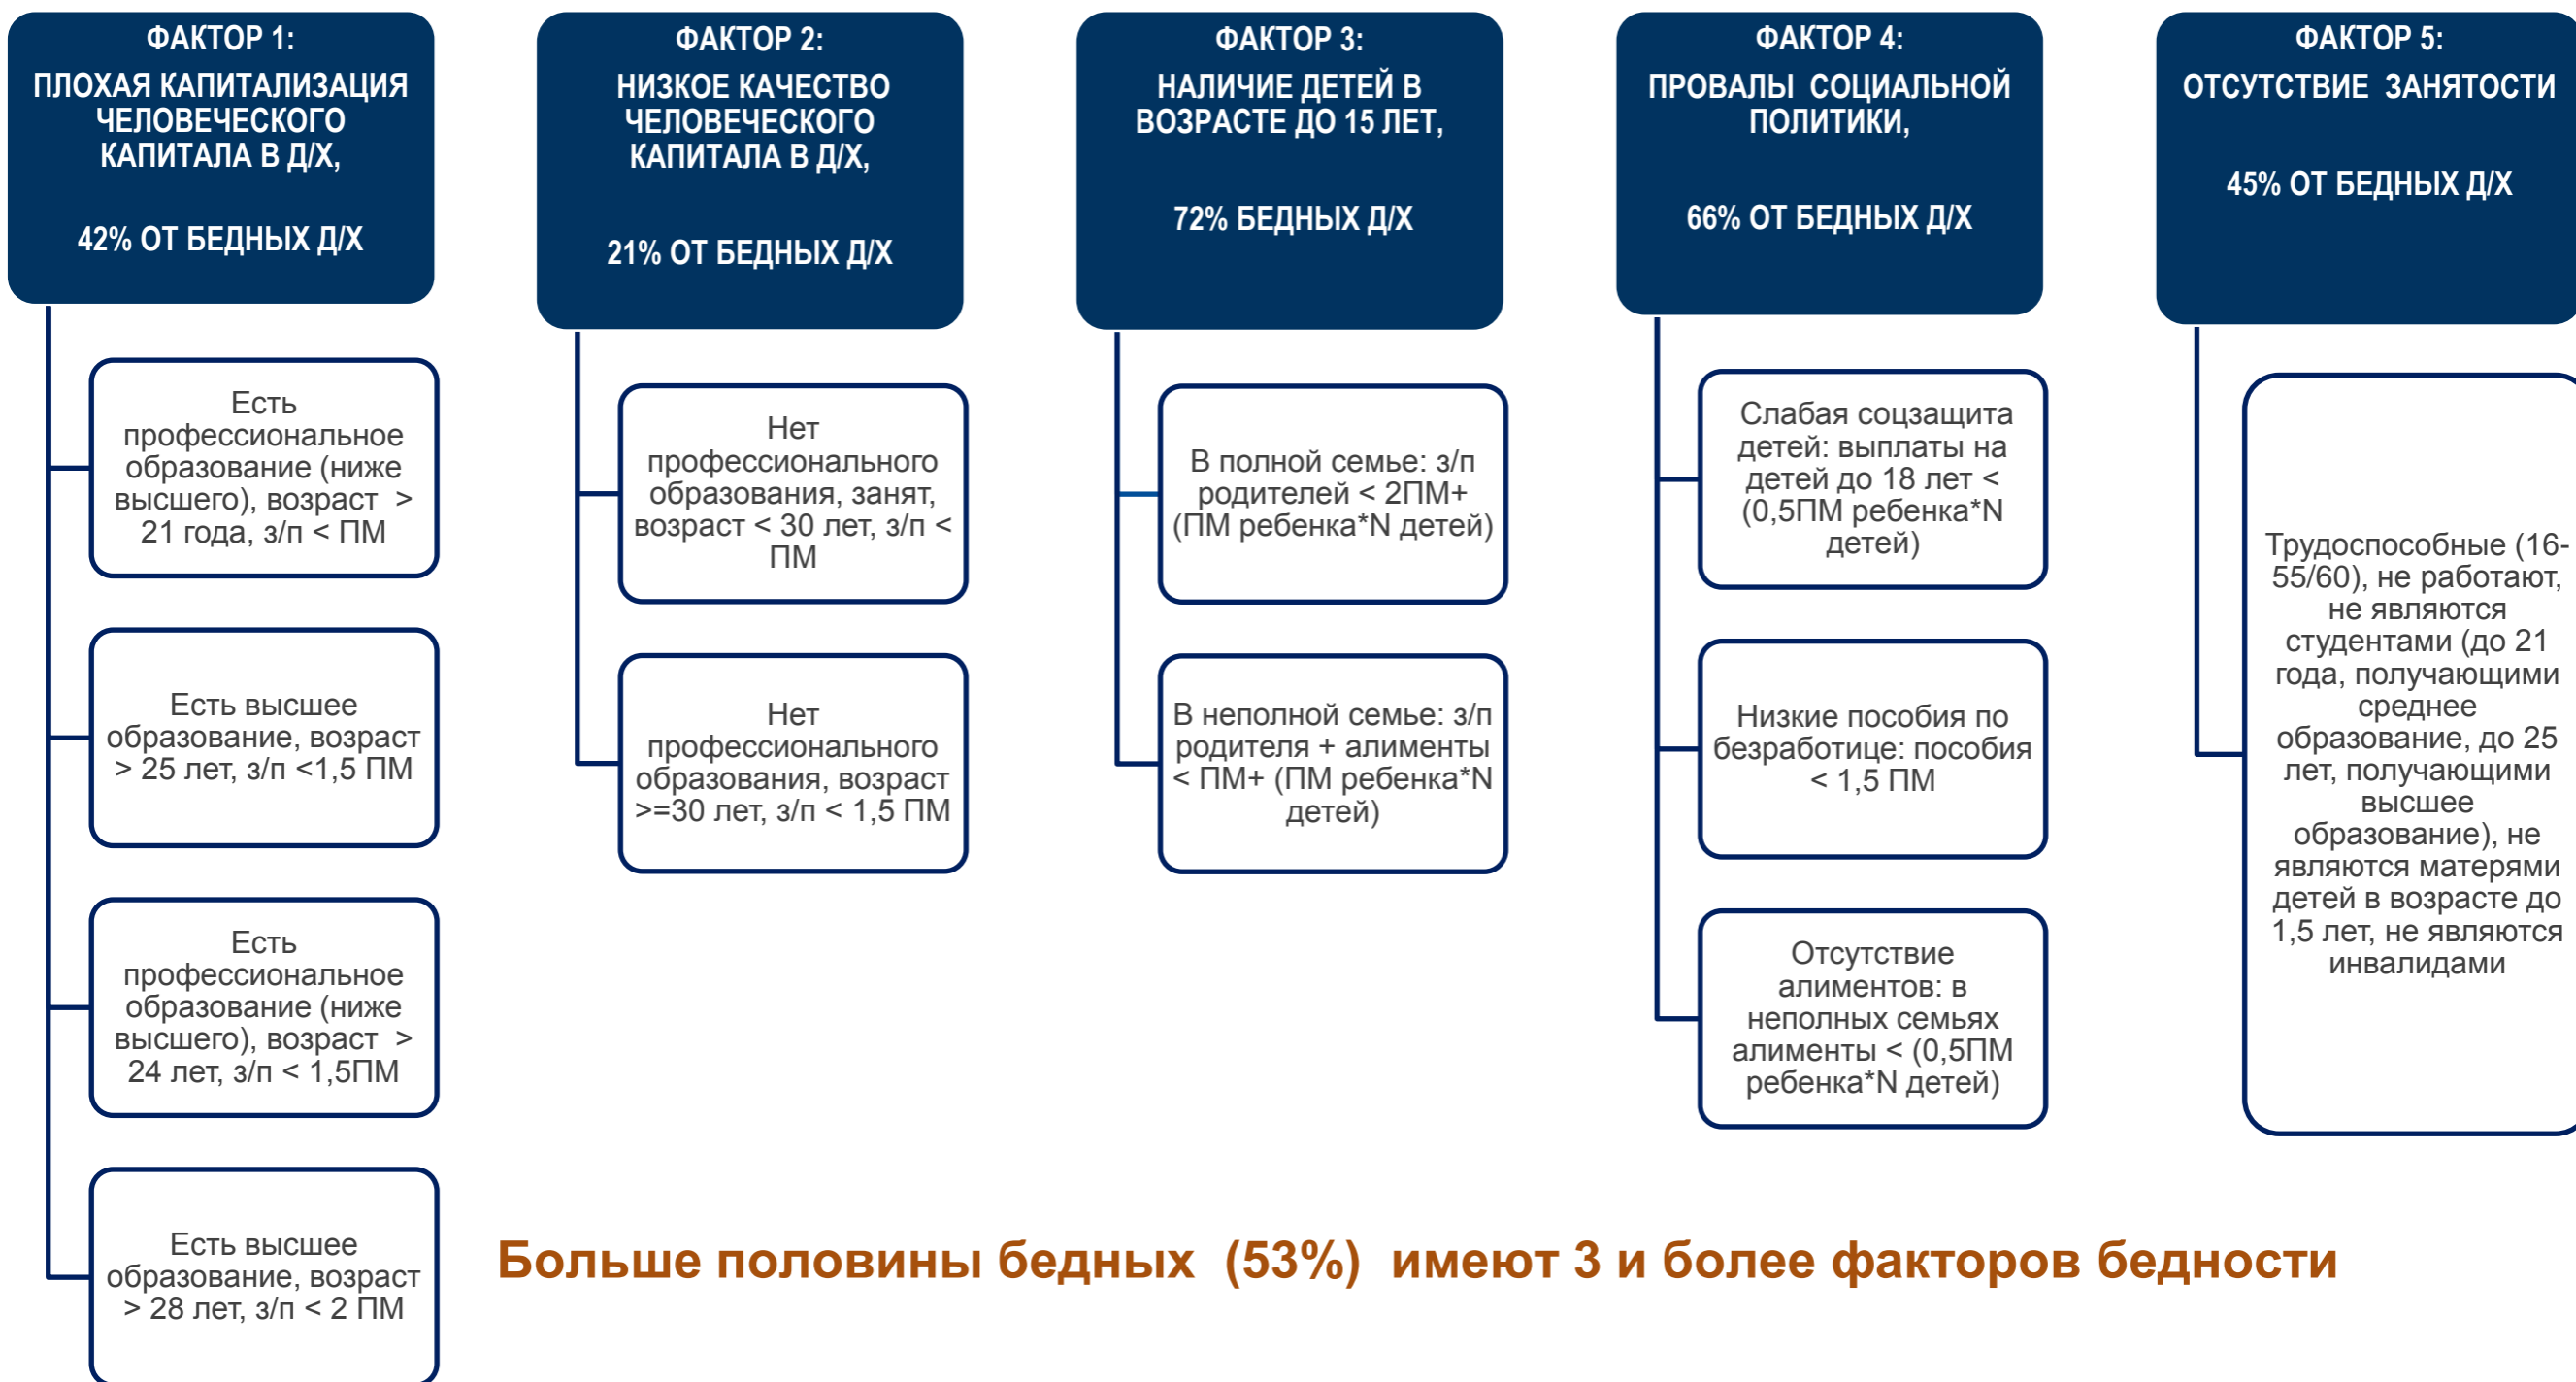 ФАКТОР 1:
ПЛОХАЯ КАПИТАЛИЗАЦИЯ
ЧЕЛОВЕЧЕСКОГО
КАПИТАЛА В Д/Х,
42% ОТ БЕДНЫХ Д/Х
Есть
профессиональное
образование (ниже
высшего), возраст >
21 года, з/п < ПМ
Есть высшее
образование, возраст
> 25 лет, з/п <1,5 ПМ
Есть
профессиональное
образование (ниже
высшего), возраст >
24 лет, з/п < 1,5ПМ
Есть высшее
образование, возраст
> 28 лет, з/п < 2 ПМ
ФАКТОР 2:
НИЗКОЕ КАЧЕСТВО
ЧЕЛОВЕЧЕСКОГО
КАПИТАЛА В Д/Х,
21% ОТ БЕДНЫХ Д/Х
Нет
профессионального
образования, занят,
возраст < 30 лет, з/п <
ПМ
Нет
профессионального
образования, возраст
>=30 лет, з/п < 1,5 ПМ
ФАКТОР 3:
НАЛИЧИЕ ДЕТЕЙ В
ВОЗРАСТЕ ДО 15 ЛЕТ,
72% БЕДНЫХ Д/Х
В полной семье: з/п
родителей < 2ПМ+
(ПМ ребенка*N детей)
В неполной семье: з/п
родителя + алименты
< ПМ+ (ПМ ребенка*N
детей)
ФАКТОР 4:
ПРОВАЛЫ СОЦИАЛЬНОЙ
ПОЛИТИКИ,
66% ОТ БЕДНЫХ Д/Х
Слабая соцзащита
детей: выплаты на
детей до 18 лет <
(0,5ПМ ребенка*N
детей)
Низкие пособия по
безработице: пособия
< 1,5 ПМ
Отсутствие
алиментов: в
неполных семьях
алименты < (0,5ПМ
ребенка*N детей)
ФАКТОР 5:
ОТСУТСТВИЕ ЗАНЯТОСТИ
45% ОТ БЕДНЫХ Д/Х
Трудоспособные (16-
55/60), не работают,
не являются
студентами (до 21
года, получающими
среднее
образование, до 25
лет, получающими
высшее
образование), не
являются матерями
детей в возрасте до
1,5 лет, не являются
инвалидами
Больше половины бедных (53%) имеют 3 и более факторов бедности